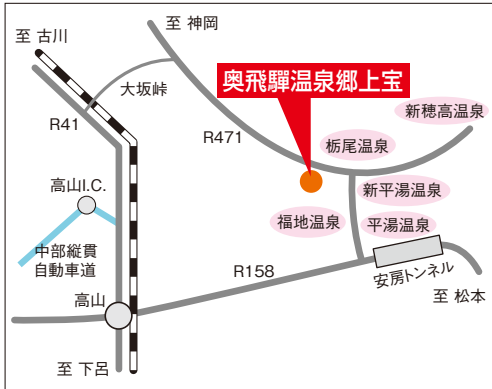 至 神岡
至 古川
大坂峠
奥飛騨温泉郷上宝
新穂高温泉
R41
R471
栃尾温泉
高山I.C.
新平湯温泉
福地温泉
平湯温泉
中部縦貫
自動車道
R158
安房トンネル
至 松本
高山
至 下呂